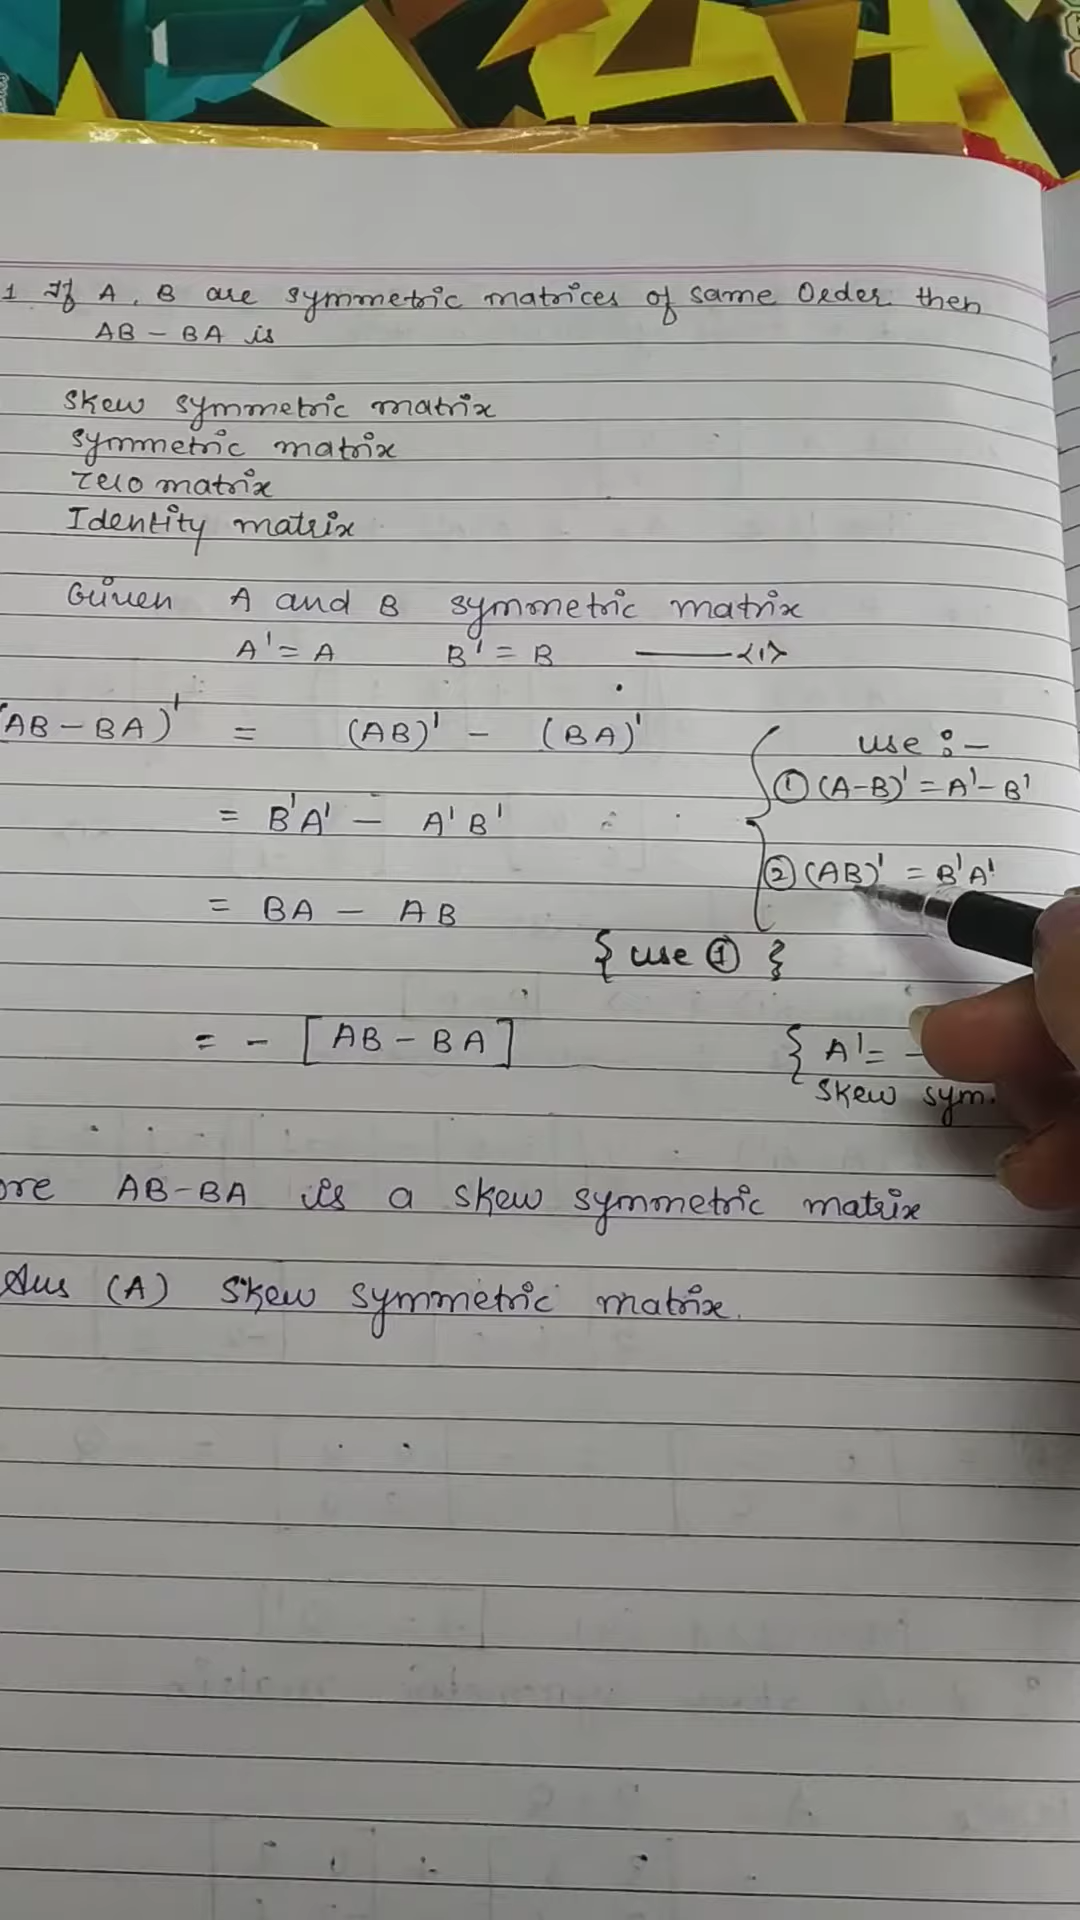 1 If A, B are symmetric matrices of same Order then
AB - BA is
Skew symmetric matrix
symmetric matrix
Zero matrix
Identity matrix
Given A and B symmetric matrix
A' = A B' = B ——<1>
(AB - BA)' = (AB)' - (BA)'
use :-
① (A-B)' = A' - B'
= B'A' - A'B'
② (AB)' = B'A'
= BA - AB
{ use ① }
= - [AB - BA]
{ A' = -
Skew sym.
ore AB-BA is a skew symmetric matrix
Ans (A) Skew symmetric matrix.